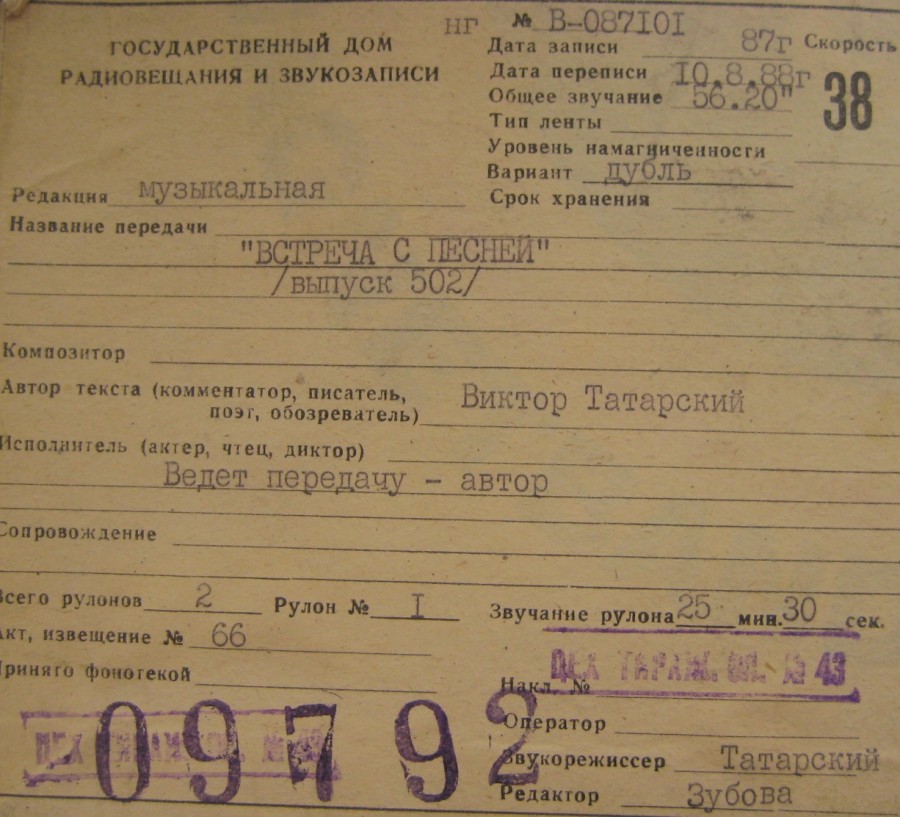 нг № В-087101
ГОСУДАРСТВЕННЫЙ ДОМ
РАДИОВЕЩАНИЯ И ЗВУКОЗАПИСИ
Дата записи 87г Скорость
Дата переписи 10.8.88г 38
Общее звучание 56.20"
Тип ленты
Уровень намагниченности
Вариант дубль
Срок хранения
Редакция музыкальная
Название передачи
"ВСТРЕЧА С ПЕСНЕЙ"
/выпуск 502/
Композитор
Автор текста (комментатор, писатель,
поэт, обозреватель) Виктор Татарский
Исполнитель (актер, чтец, диктор)
Ведет передачу - автор
Сопровождение
Всего рулонов 2 Рулон № I Звучание рулона 25 мин. 30 сек.
Акт, извещение № 66
ЦЕХ № 43
Принято фонотекой
Накл. №
09792
Оператор
Звукорежиссер Татарский
Редактор Зубова